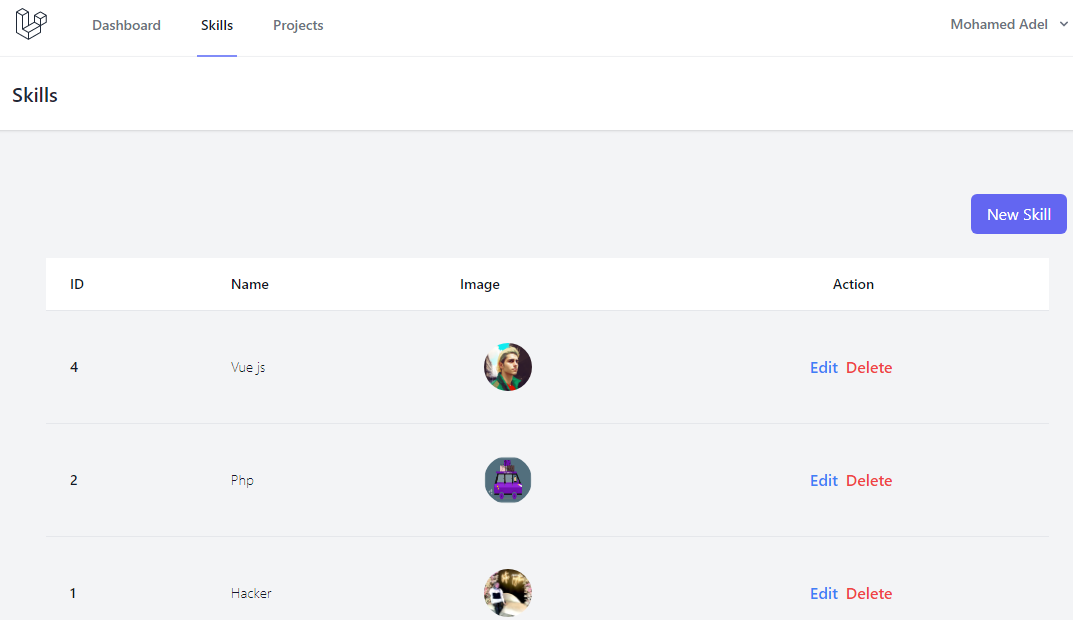 Dashboard Skills Projects Mohamed Adel
Skills
New Skill
ID Name Image Action
4 Vue js Edit Delete
2 Php Edit Delete
1 Hacker Edit Delete